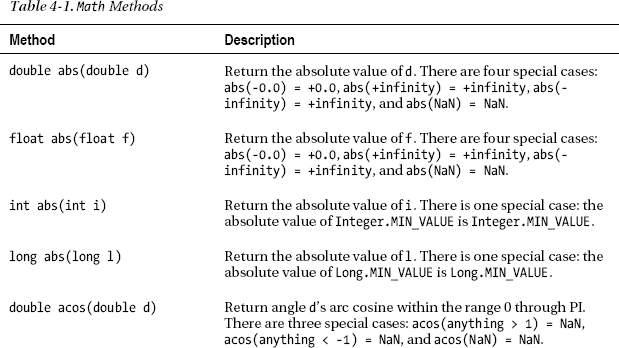 Table 4-1. Math Methods
Method Description
double abs(double d) Return the absolute value of d. There are four special cases:
abs(-0.0) = +0.0, abs(+infinity) = +infinity, abs(-
infinity) = +infinity, and abs(NaN) = NaN.
float abs(float f) Return the absolute value of f. There are four special cases:
abs(-0.0) = +0.0, abs(+infinity) = +infinity, abs(-
infinity) = +infinity, and abs(NaN) = NaN.
int abs(int i) Return the absolute value of i. There is one special case: the
absolute value of Integer.MIN_VALUE is Integer.MIN_VALUE.
long abs(long l) Return the absolute value of l. There is one special case: the
absolute value of Long.MIN_VALUE is Long.MIN_VALUE.
double acos(double d) Return angle d's arc cosine within the range 0 through PI.
There are three special cases: acos(anything > 1) = NaN,
acos(anything < -1) = NaN, and acos(NaN) = NaN.